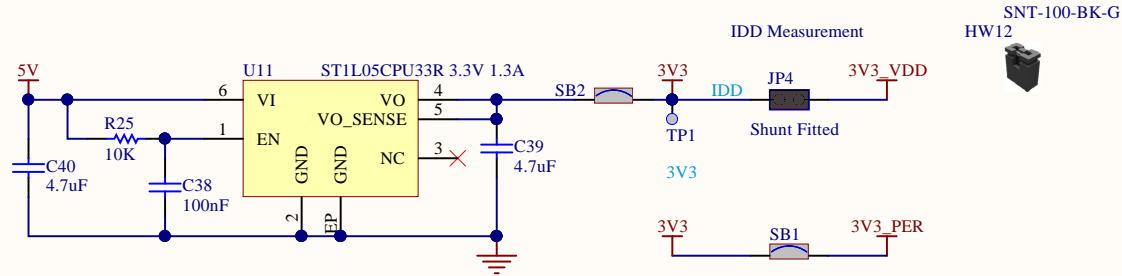 SNT-100-BK-G
HW12
IDD Measurement
5V
U11
ST1L05CPU33R 3.3V 1.3A
3V3
JP4
3V3_VDD
6
VI
VO
4
SB2
IDD
VO_SENSE
5
R25
10K
1
EN
TP1
Shunt Fitted
C40
4.7uF
C38
100nF
GND
GND
NC
3
C39
4.7uF
3V3
2
EP
3V3
SB1
3V3_PER